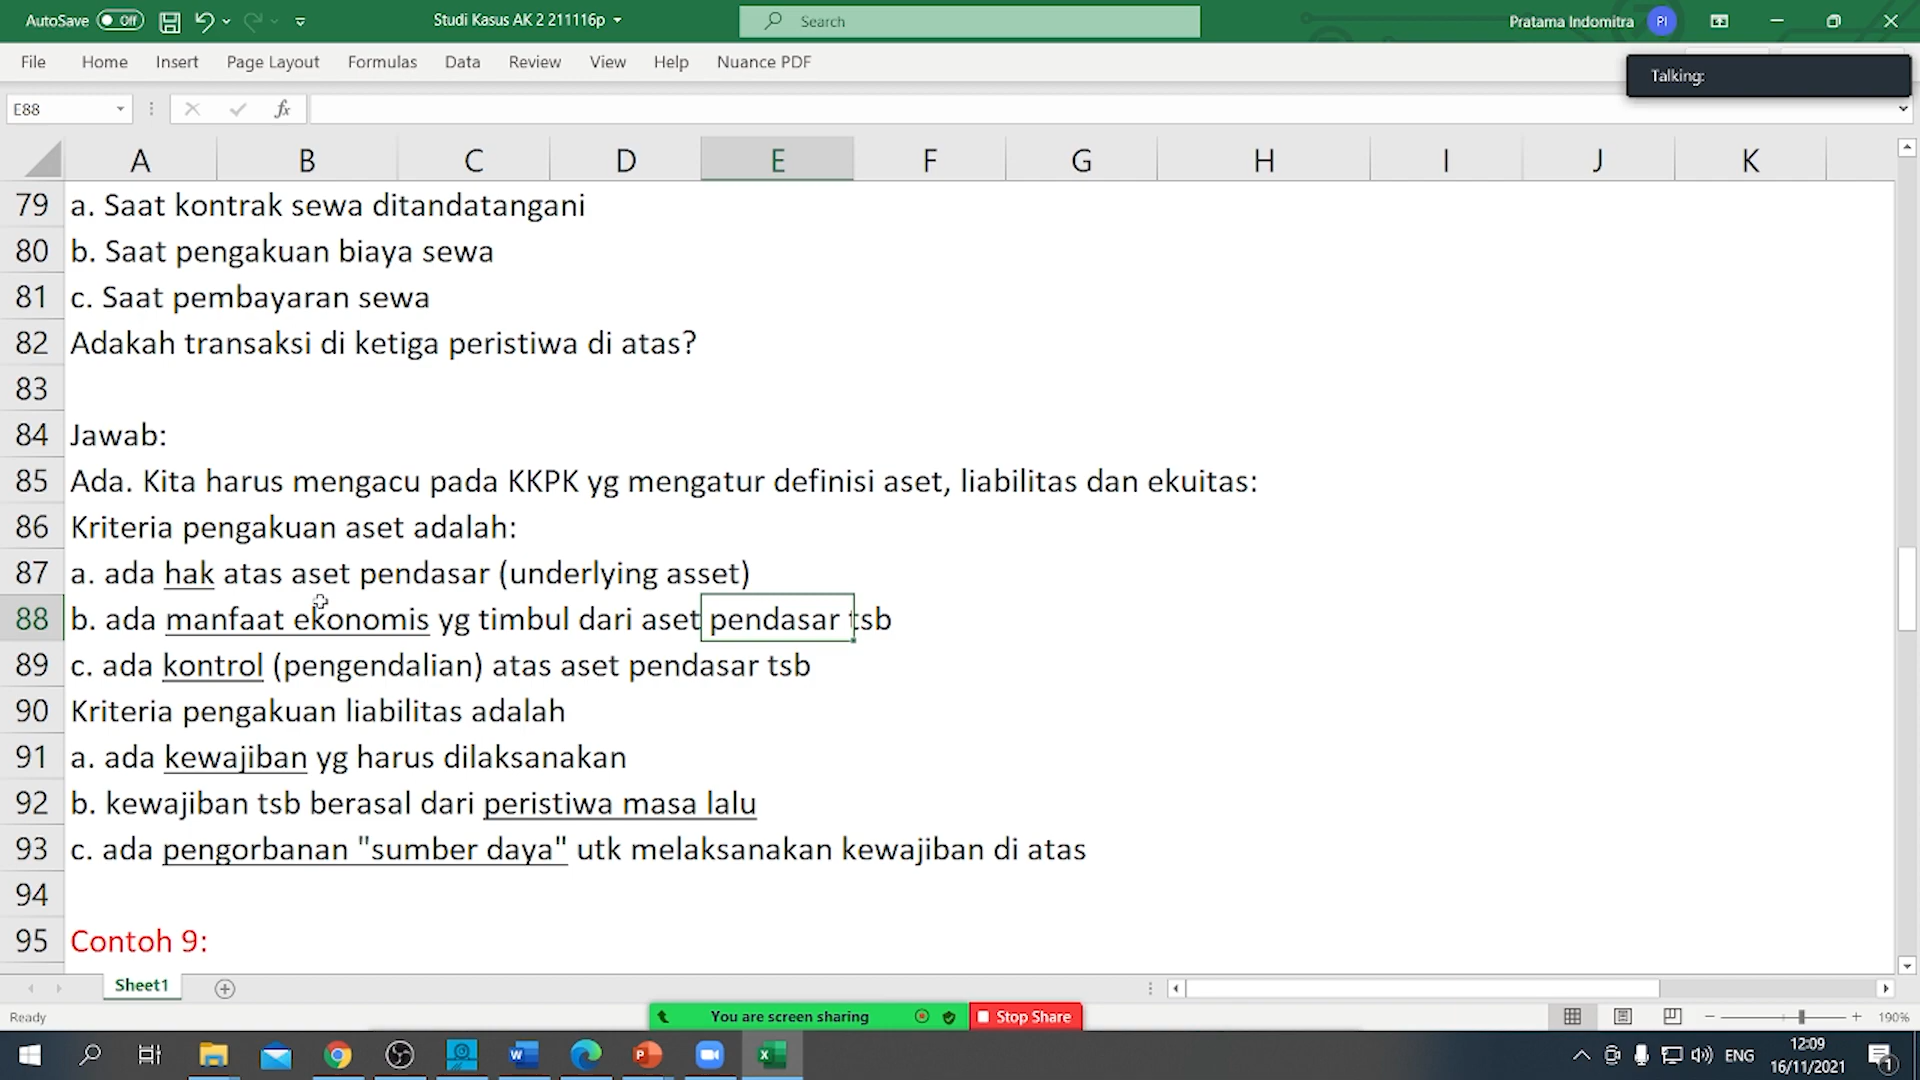 AutoSave Off
Studi Kasus AK 2 211116p
Search
Pratama Indomitra PI
File Home Insert Page Layout Formulas Data Review View Help Nuance PDF
Talking:
E88 fx
A B C D E F G H I J K
79 a. Saat kontrak sewa ditandatangani
80 b. Saat pengakuan biaya sewa
81 c. Saat pembayaran sewa
82 Adakah transaksi di ketiga peristiwa di atas?
83
84 Jawab:
85 Ada. Kita harus mengacu pada KKPK yg mengatur definisi aset, liabilitas dan ekuitas:
86 Kriteria pengakuan aset adalah:
87 a. ada hak atas aset pendasar (underlying asset)
88 b. ada manfaat ekonomis yg timbul dari aset pendasar tsb
89 c. ada kontrol (pengendalian) atas aset pendasar tsb
90 Kriteria pengakuan liabilitas adalah
91 a. ada kewajiban yg harus dilaksanakan
92 b. kewajiban tsb berasal dari peristiwa masa lalu
93 c. ada pengorbanan "sumber daya" utk melaksanakan kewajiban di atas
94
95 Contoh 9:
Sheet1
Ready
You are screen sharing
Stop Share
190%
ENG
12:09
16/11/2021
1